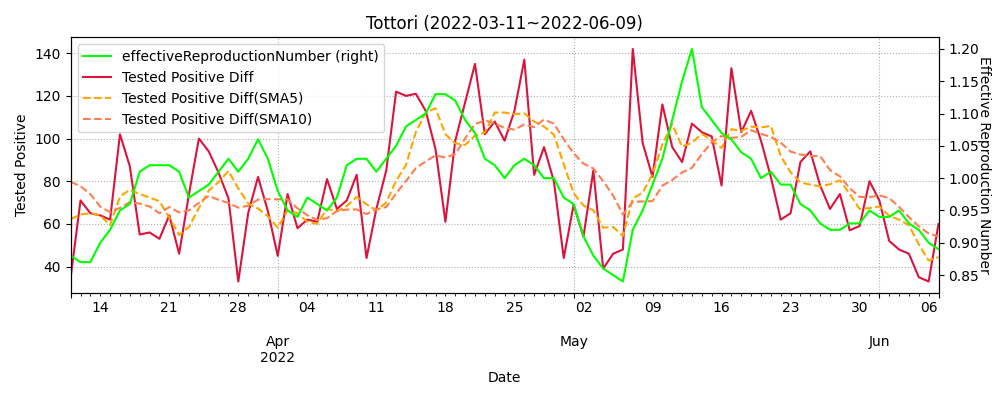 Tottori (2022-03-11~2022-06-09)
effectiveReproductionNumber (right)
Tested Positive Diff
Tested Positive Diff(SMA5)
Tested Positive Diff(SMA10)
Tested Positive
140
120
100
80
60
40
1.20
1.15
1.10
1.05
1.00
0.95
0.90
0.85
Effective Reproduction Number
14 21 28 04 11 18 25 02 09 16 23 30 06
Apr May Jun
2022
Date